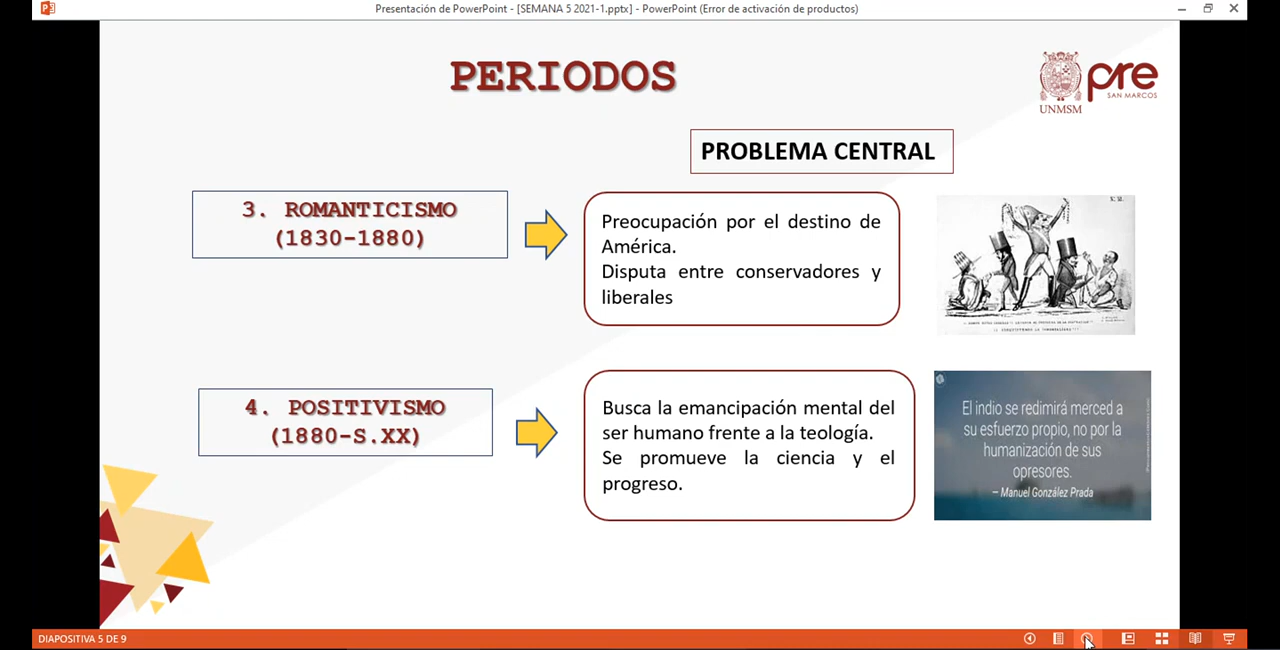 Presentación de PowerPoint - [SEMANA 5 2021-1.pptx] - PowerPoint (Error de activación de productos)
PERIODOS
pre
SAN MARCOS
UNMSM
PROBLEMA CENTRAL
3. ROMANTICISMO
(1830-1880)
Preocupación por el destino de
América.
Disputa entre conservadores y
liberales
4. POSITIVISMO
(1880-S.XX)
Busca la emancipación mental del
ser humano frente a la teología.
Se promueve la ciencia y el
progreso.
El indio se redimirá merced a
su esfuerzo propio, no por la
humanización de sus
opresores.
– Manuel González Prada
DIAPOSITIVA 5 DE 9